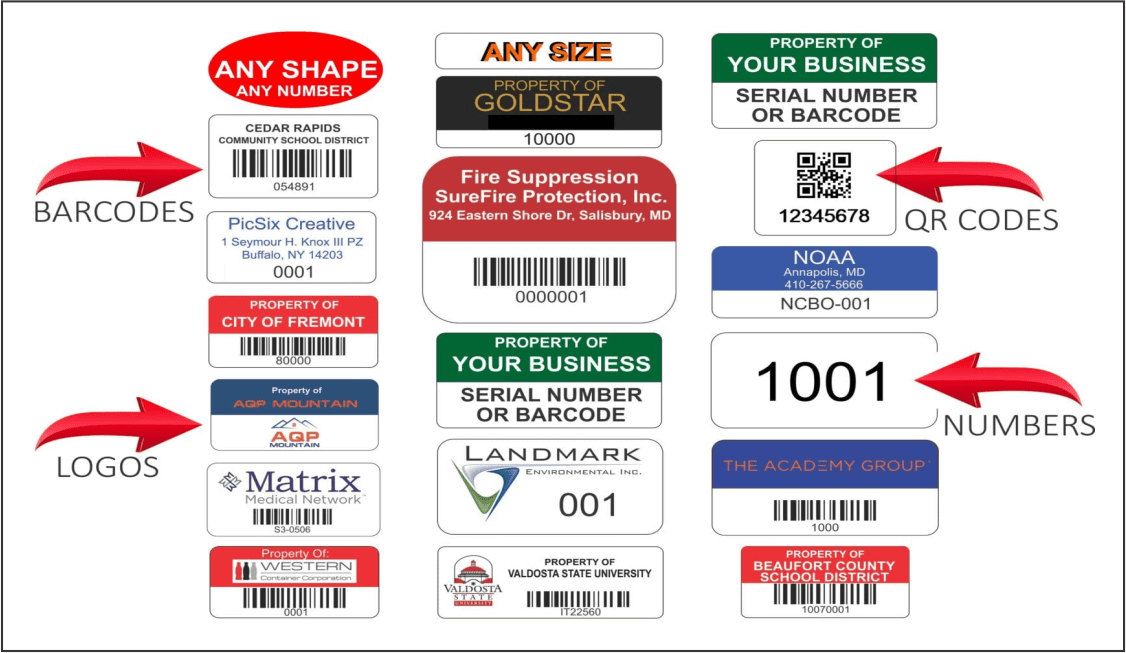 ANY SHAPE
ANY NUMBER
CEDAR RAPIDS
COMMUNITY SCHOOL DISTRICT
054891
BARCODES
PicSix Creative
1 Seymour H. Knox III PZ
Buffalo, NY 14203
0001
PROPERTY OF
CITY OF FREMONT
80000
Property of
AQP MOUNTAIN
AQP
MOUNTAIN
LOGOS
Matrix
Medical Network
S3-0506
Property Of:
WESTERN
Container Corporation
0001
ANY SIZE
PROPERTY OF
GOLDSTAR
10000
Fire Suppression
SureFire Protection, Inc.
924 Eastern Shore Dr, Salisbury, MD
0000001
PROPERTY OF
YOUR BUSINESS
SERIAL NUMBER
OR BARCODE
LANDMARK
ENVIRONMENTAL INC.
001
VALDOSTA
STATE
UNIVERSITY
PROPERTY OF
VALDOSTA STATE UNIVERSITY
IT22560
PROPERTY OF
YOUR BUSINESS
SERIAL NUMBER
OR BARCODE
12345678
QR CODES
NOAA
Annapolis, MD
410-267-5666
NCBO-001
1001
NUMBERS
THE ACADEMY GROUP
1000
PROPERTY OF
BEAUFORT COUNTY
SCHOOL DISTRICT
10070001